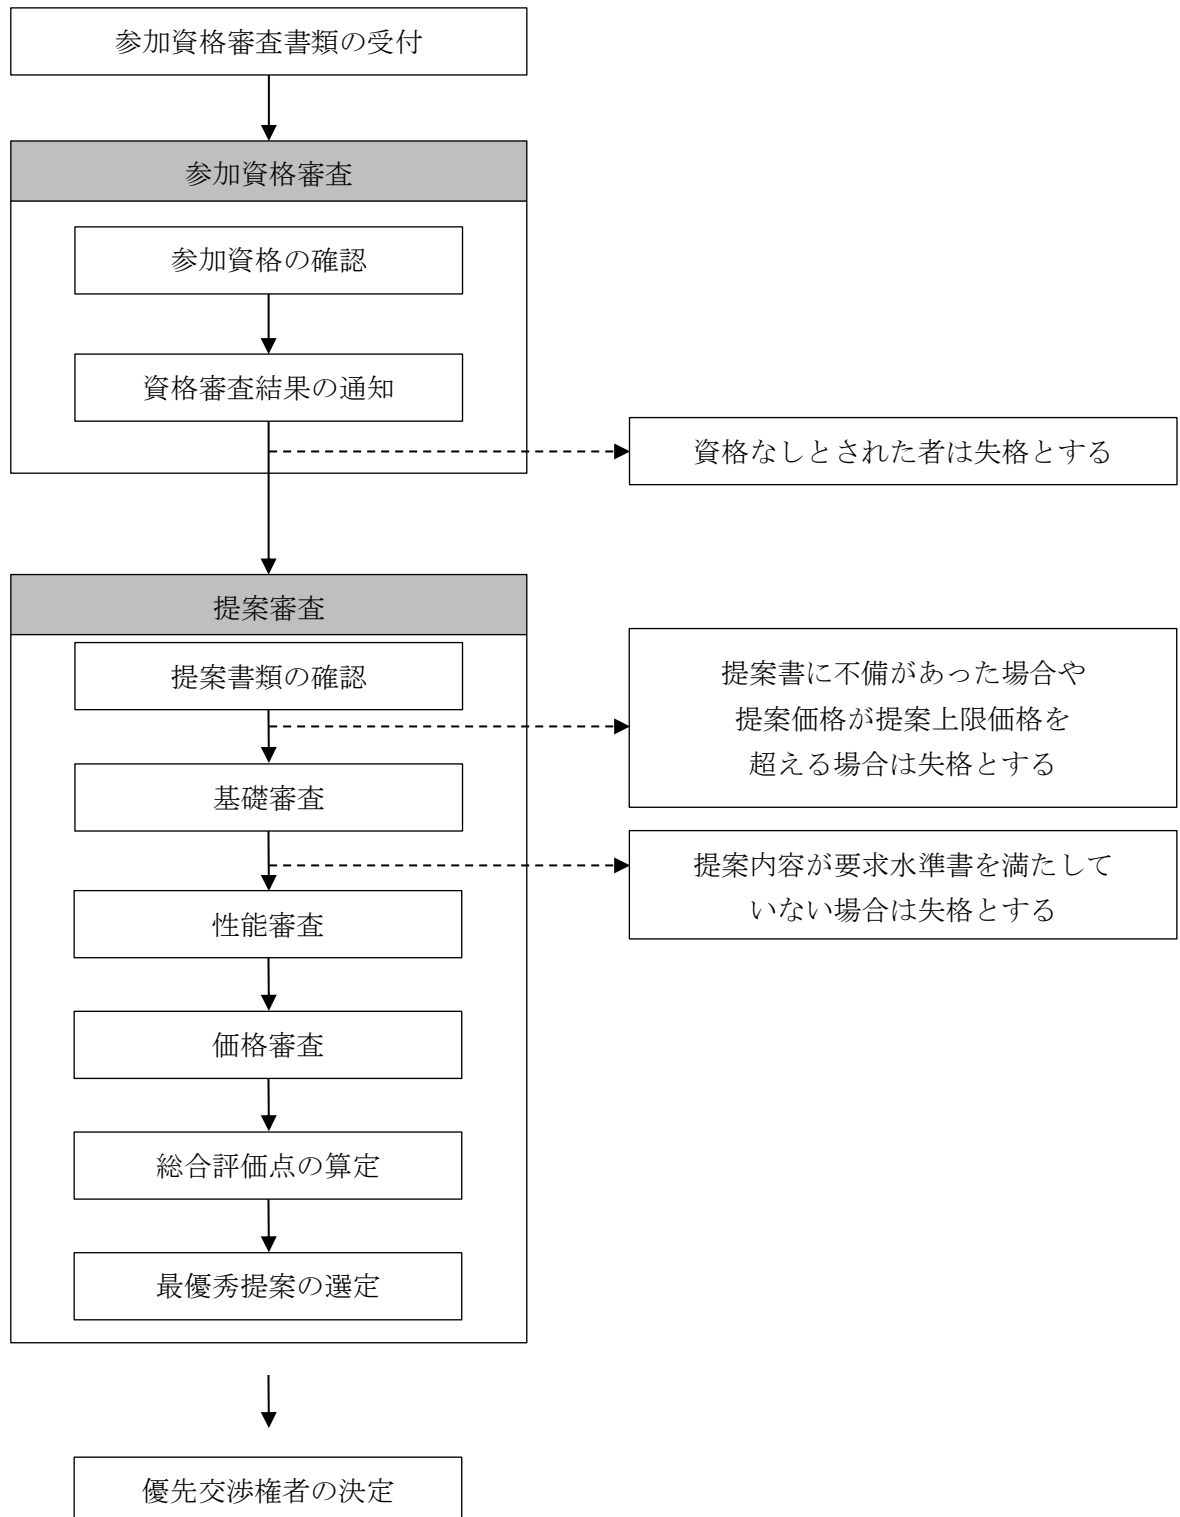 参加資格審査書類の受付
参加資格審査
参加資格の確認
資格審査結果の通知
資格なしとされた者は失格とする
提案審査
提案書類の確認
提案書に不備があった場合や
提案価格が提案上限価格を
超える場合は失格とする
基礎審査
提案内容が要求水準書を満たして
いない場合は失格とする
性能審査
価格審査
総合評価点の算定
最優秀提案の選定
優先交渉権者の決定